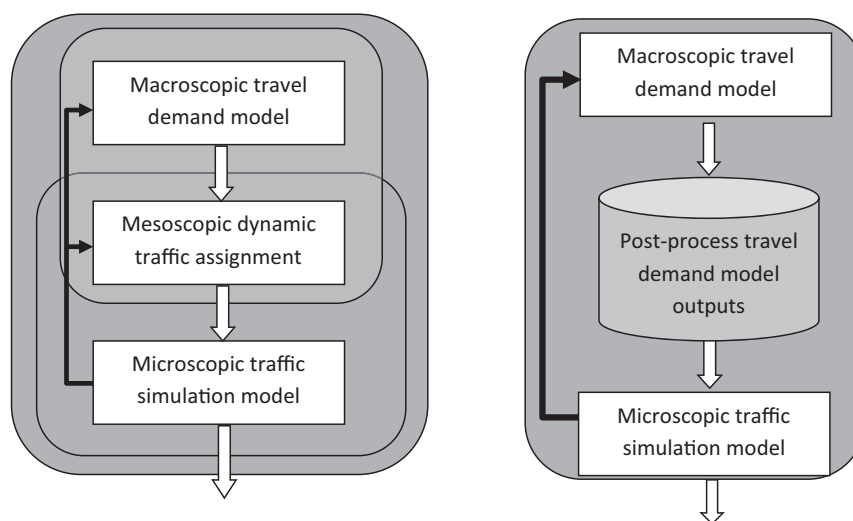 Macroscopic travel
demand model
Mesoscopic dynamic
traffic assignment
Microscopic traffic
simulation model
Macroscopic travel
demand model
Post-process travel
demand model
outputs
Microscopic traffic
simulation model